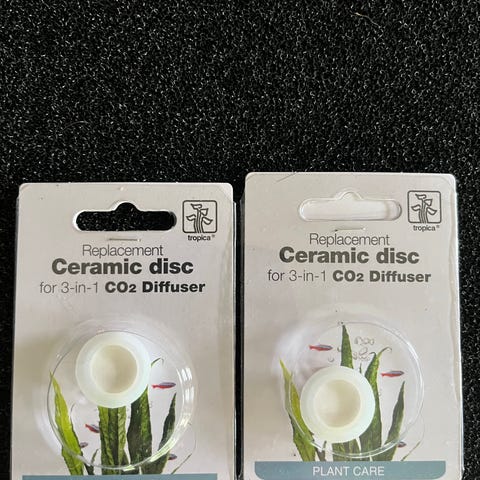 tropica®
Replacement
Ceramic disc
for 3-in-1 CO2 Diffuser
tropica®
Replacement
Ceramic disc
for 3-in-1 CO2 Diffuser
PLANT CARE